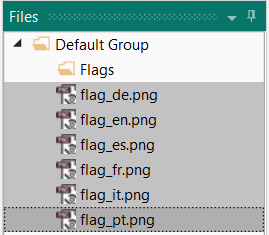 Files
Default Group
Flags
flag_de.png
flag_en.png
flag_es.png
flag_fr.png
flag_it.png
flag_pt.png